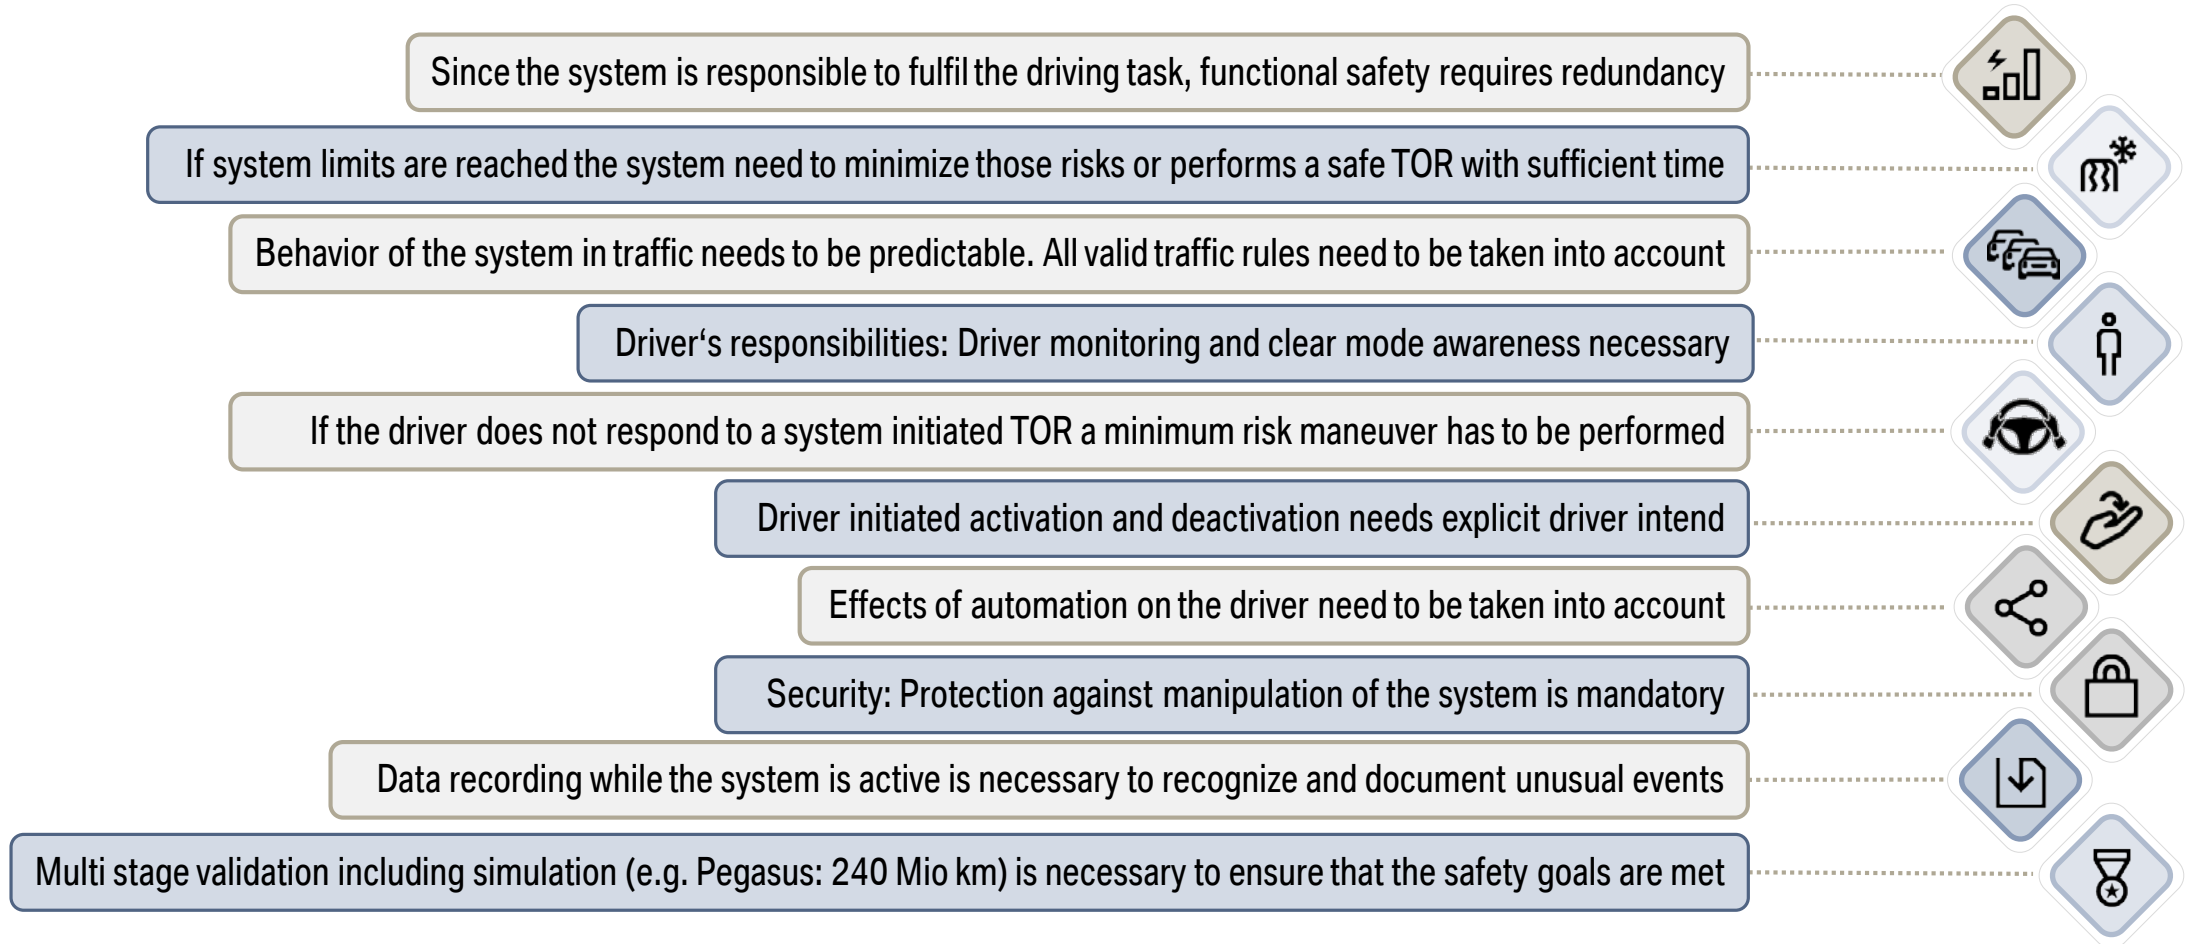 Since the system is responsible to fulfil the driving task, functional safety requires redundancy
If system limits are reached the system need to minimize those risks or performs a safe TOR with sufficient time
Behavior of the system in traffic needs to be predictable. All valid traffic rules need to be taken into account
Driver‘s responsibilities: Driver monitoring and clear mode awareness necessary
If the driver does not respond to a system initiated TOR a minimum risk maneuver has to be performed
Driver initiated activation and deactivation needs explicit driver intend
Effects of automation on the driver need to be taken into account
Security: Protection against manipulation of the system is mandatory
Data recording while the system is active is necessary to recognize and document unusual events
Multi stage validation including simulation (e.g. Pegasus: 240 Mio km) is necessary to ensure that the safety goals are met